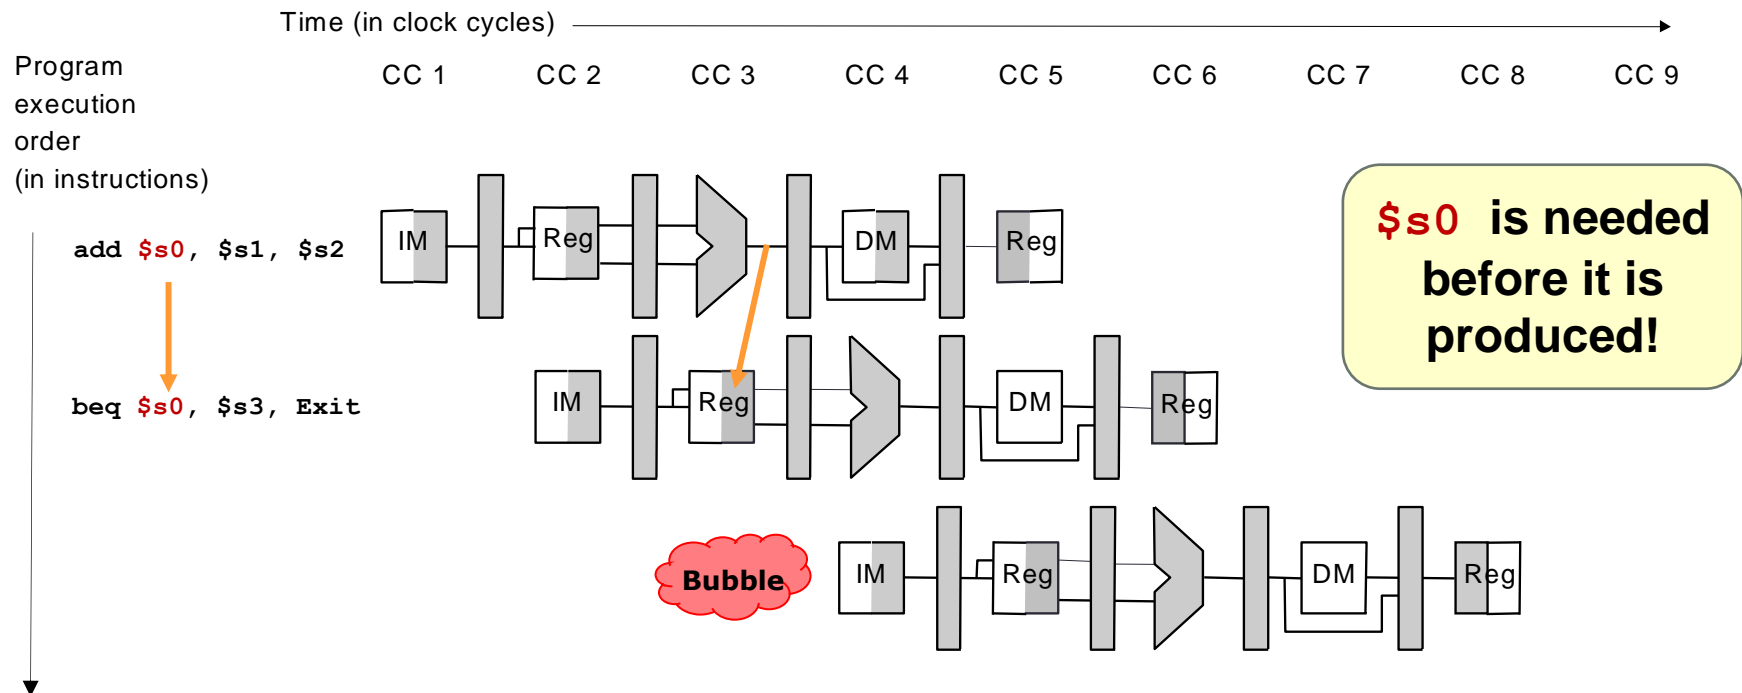 Time (in clock cycles)
Program
execution
order
(in instructions)
CC 1 CC 2 CC 3 CC 4 CC 5 CC 6 CC 7 CC 8 CC 9
add $s0, $s1, $s2
IM Reg DM Reg
$s0 is needed
before it is
produced!
beq $s0, $s3, Exit
IM Reg DM Reg
Bubble
IM Reg DM Reg